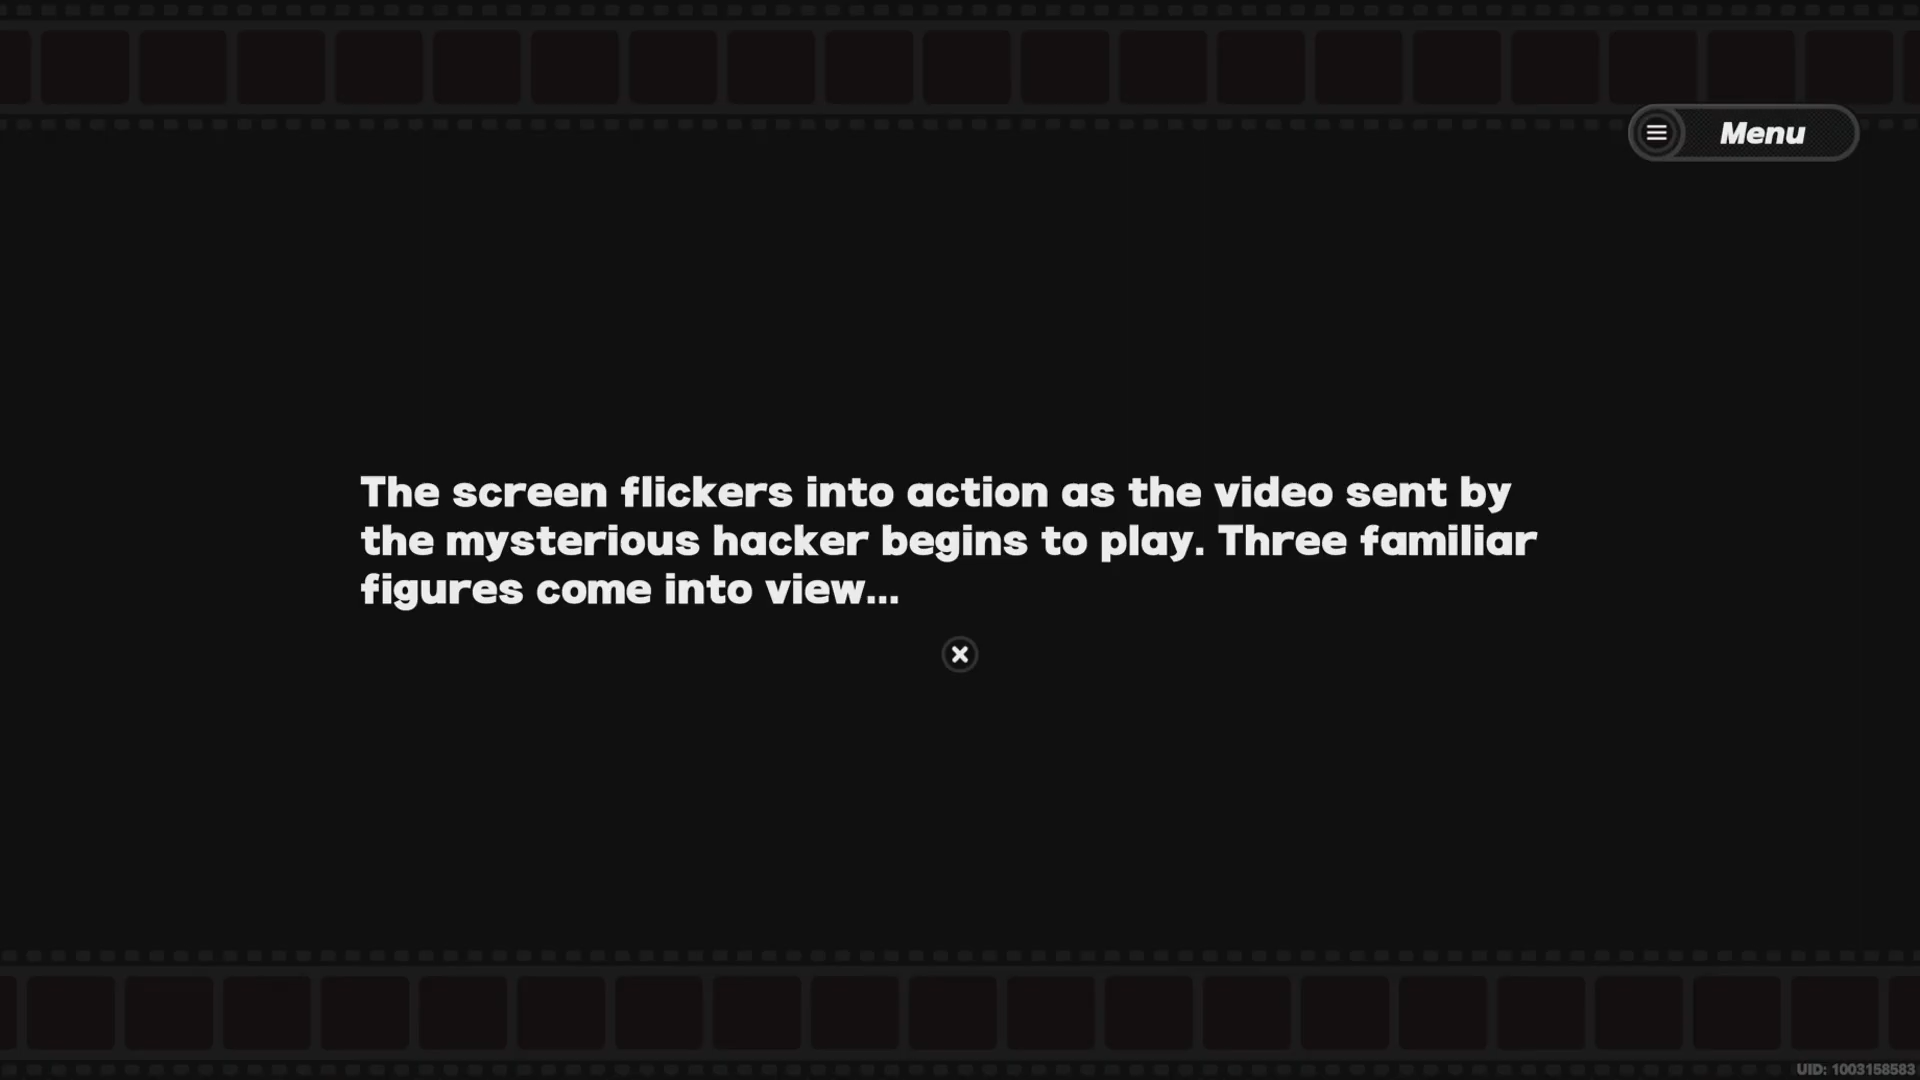 Menu
The screen flickers into action as the video sent by
the mysterious hacker begins to play. Three familiar
figures come into view...
UID: 1003158583